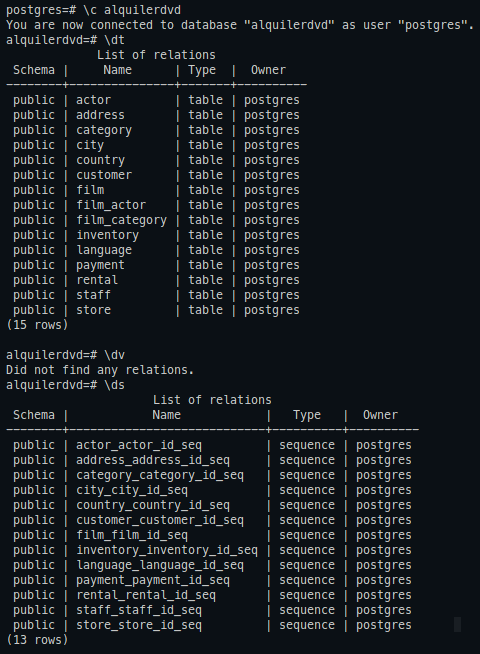 postgres=# \c alquilerdvd
You are now connected to database "alquilerdvd" as user "postgres".
alquilerdvd=# \dt
             List of relations
 Schema |     Name      | Type  |  Owner
--------+---------------+-------+----------
 public | actor         | table | postgres
 public | address       | table | postgres
 public | category      | table | postgres
 public | city          | table | postgres
 public | country       | table | postgres
 public | customer      | table | postgres
 public | film          | table | postgres
 public | film_actor    | table | postgres
 public | film_category | table | postgres
 public | inventory     | table | postgres
 public | language      | table | postgres
 public | payment       | table | postgres
 public | rental        | table | postgres
 public | staff         | table | postgres
 public | store         | table | postgres
(15 rows)

alquilerdvd=# \dv
Did not find any relations.
alquilerdvd=# \ds
                     List of relations
 Schema |            Name            |   Type   |  Owner
--------+----------------------------+----------+----------
 public | actor_actor_id_seq         | sequence | postgres
 public | address_address_id_seq     | sequence | postgres
 public | category_category_id_seq   | sequence | postgres
 public | city_city_id_seq           | sequence | postgres
 public | country_country_id_seq     | sequence | postgres
 public | customer_customer_id_seq   | sequence | postgres
 public | film_film_id_seq           | sequence | postgres
 public | inventory_inventory_id_seq | sequence | postgres
 public | language_language_id_seq   | sequence | postgres
 public | payment_payment_id_seq     | sequence | postgres
 public | rental_rental_id_seq       | sequence | postgres
 public | staff_staff_id_seq         | sequence | postgres
 public | store_store_id_seq         | sequence | postgres
(13 rows)